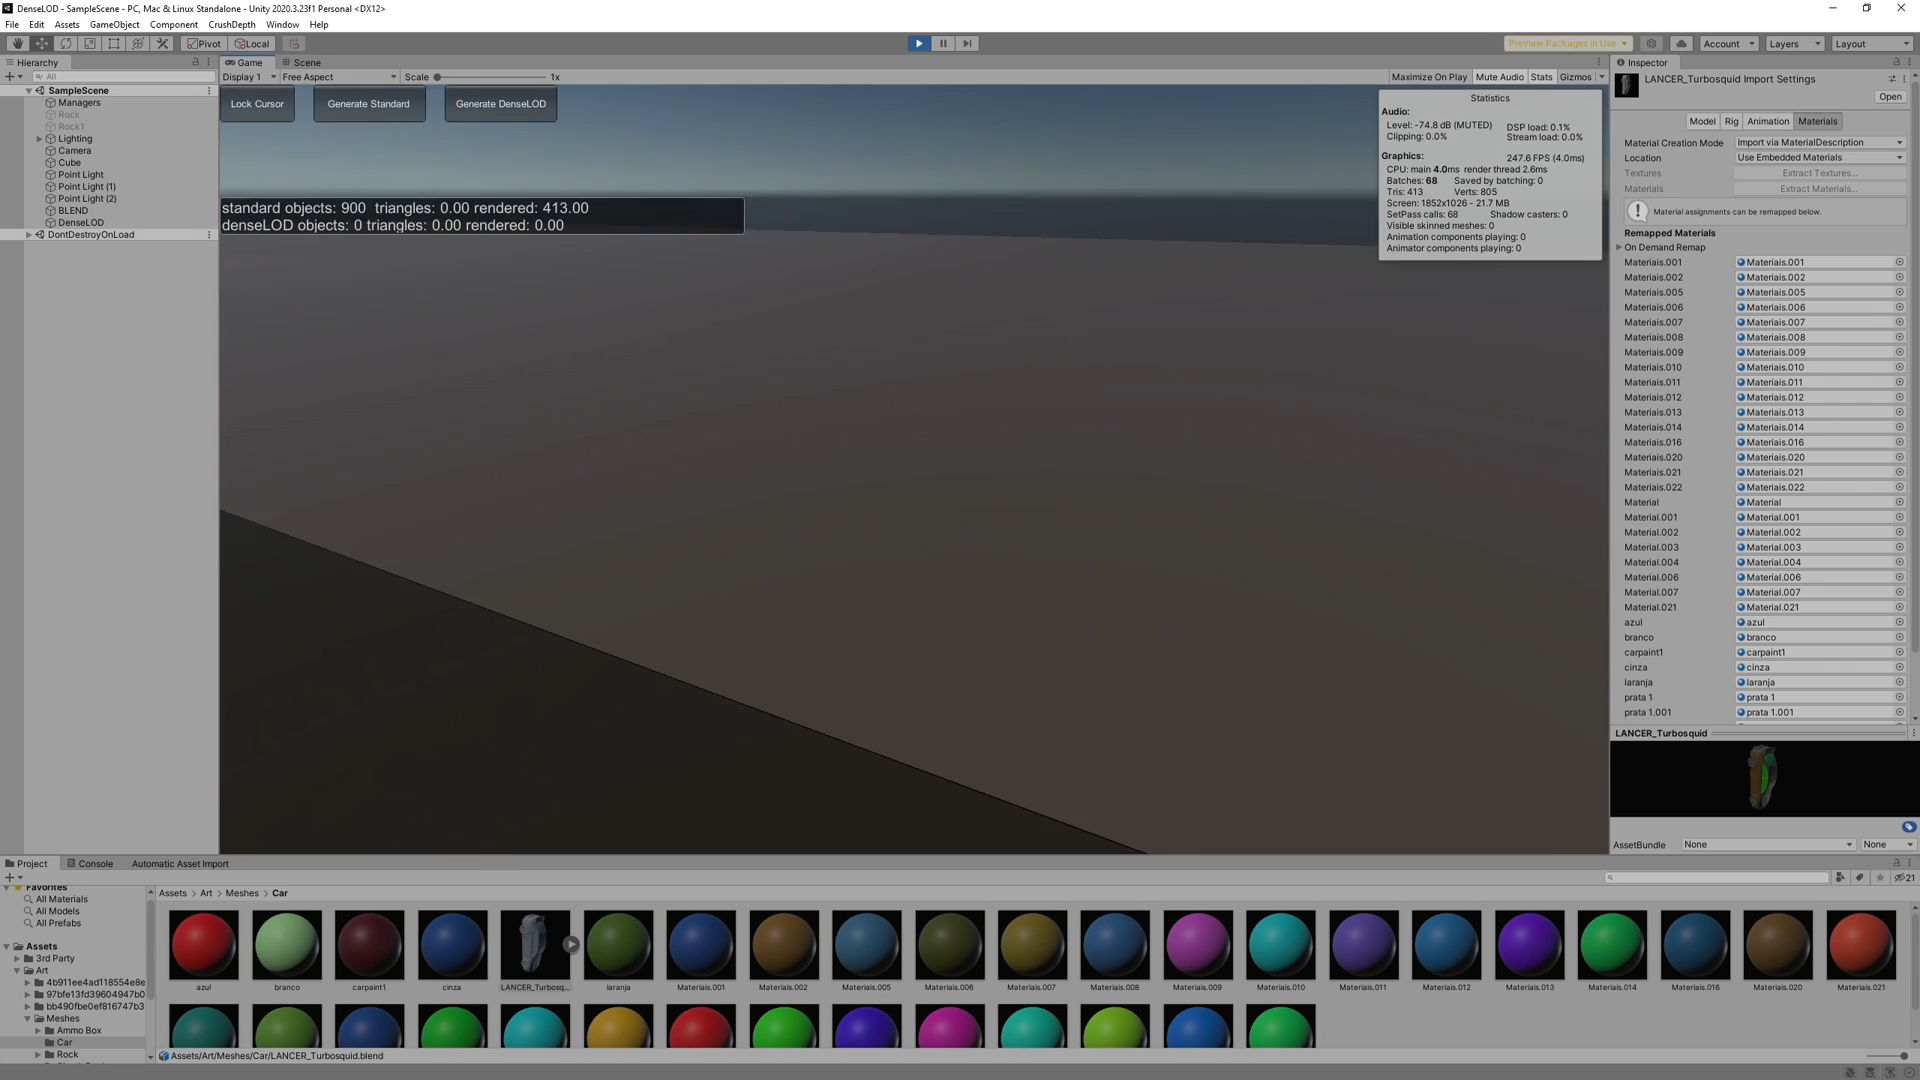 DenseLOD - SampleScene - PC, Mac & Linux Standalone - Unity 2020.3.23f1 Personal <DX12>
File Edit Assets GameObject Component CrushDepth Window Help
Pivot Local Preview Packages in Use Account Layers Layout
Hierarchy
All
SampleScene
Managers
Rock
Rock1
Lighting
Camera
Cube
Point Light
Point Light (1)
Point Light (2)
BLEND
DenseLOD
DontDestroyOnLoad
Game Scene
Display 1 Free Aspect Scale 1x Maximize On Play Mute Audio Stats Gizmos
Lock Cursor Generate Standard Generate DenseLOD
standard objects: 900 triangles: 0.00 rendered: 413.00
denseLOD objects: 0 triangles: 0.00 rendered: 0.00
Statistics
Audio:
Level: -74.8 dB (MUTED) DSP load: 0.1%
Clipping: 0.0% Stream load: 0.0%
Graphics: 247.6 FPS (4.0ms)
CPU: main 4.0ms render thread 2.6ms
Batches: 68 Saved by batching: 0
Tris: 413 Verts: 805
Screen: 1852x1026 - 21.7 MB
SetPass calls: 68 Shadow casters: 0
Visible skinned meshes: 0
Animation components playing: 0
Animator components playing: 0
Inspector
LANCER_Turbosquid Import Settings
Open
Model Rig Animation Materials
Material Creation Mode Import via MaterialDescription
Location Use Embedded Materials
Textures Extract Textures...
Materials Extract Materials...
Material assignments can be remapped below.
Remapped Materials
On Demand Remap
Materiais.001 Materiais.001
Materiais.002 Materiais.002
Materiais.005 Materiais.005
Materiais.006 Materiais.006
Materiais.007 Materiais.007
Materiais.008 Materiais.008
Materiais.009 Materiais.009
Materiais.010 Materiais.010
Materiais.011 Materiais.011
Materiais.012 Materiais.012
Materiais.013 Materiais.013
Materiais.014 Materiais.014
Materiais.016 Materiais.016
Materiais.020 Materiais.020
Materiais.021 Materiais.021
Materiais.022 Materiais.022
Material Material
Material.001 Material.001
Material.002 Material.002
Material.003 Material.003
Material.004 Material.004
Material.006 Material.006
Material.007 Material.007
Material.021 Material.021
azul azul
branco branco
carpaint1 carpaint1
cinza cinza
laranja laranja
prata 1 prata 1
prata 1.001 prata 1.001
LANCER_Turbosquid
AssetBundle None None
Project Console Automatic Asset Import
21
Favorites
All Materials
All Models
All Prefabs
Assets
3rd Party
Art
4b911ee4ad118554e8e
97bfe13fd39604947b0
bb490fbe0ef816747b3
Meshes
Ammo Box
Car
Rock
Assets > Art > Meshes > Car
azul branco carpaint1 cinza LANCER_Turbosq... laranja Materiais.001 Materiais.002 Materiais.005 Materiais.006 Materiais.007 Materiais.008 Materiais.009 Materiais.010 Materiais.011 Materiais.012 Materiais.013 Materiais.014 Materiais.016 Materiais.020 Materiais.021
Assets/Art/Meshes/Car/LANCER_Turbosquid.blend